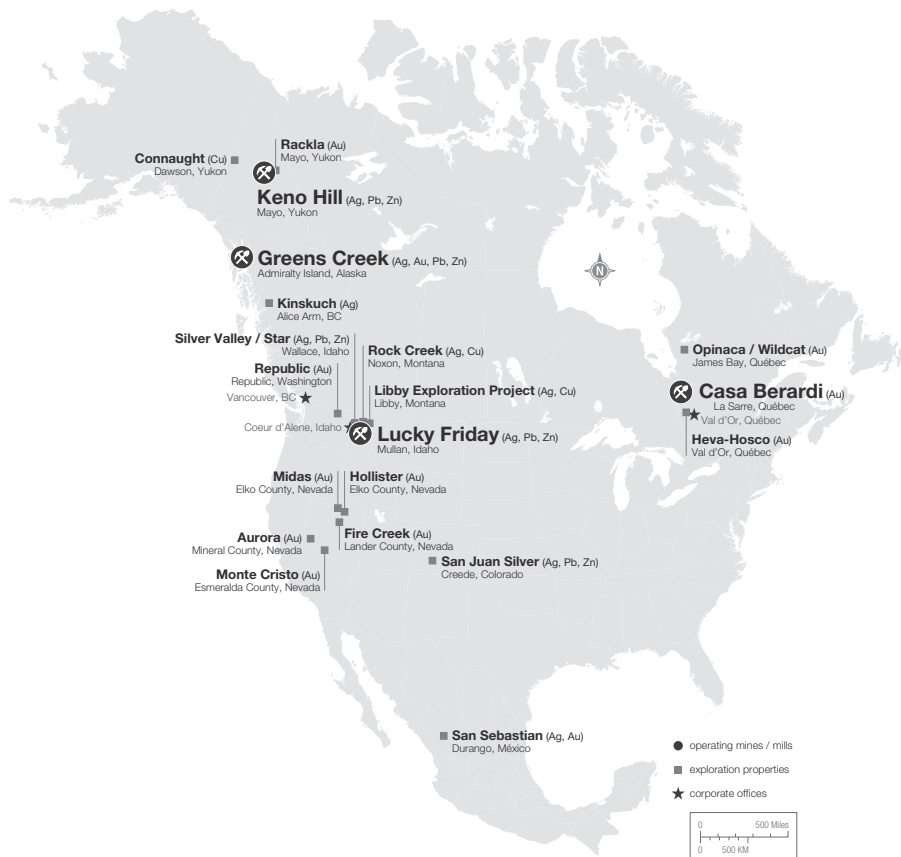 Rackla (Au)
Mayo, Yukon
Connaught (Cu)
Dawson, Yukon
Keno Hill (Ag, Pb, Zn)
Mayo, Yukon
Greens Creek (Ag, Au, Pb, Zn)
Admiralty Island, Alaska
N
Kinskuch (Ag)
Alice Arm, BC
Silver Valley / Star (Ag, Pb, Zn)
Wallace, Idaho
Rock Creek (Ag, Cu)
Noxon, Montana
Opinaca / Wildcat (Au)
James Bay, Québec
Republic (Au)
Republic, Washington
Vancouver, BC
Libby Exploration Project (Ag, Cu)
Libby, Montana
Casa Berardi (Au)
La Sarre, Québec
Val d'Or, Québec
Coeur d'Alene, Idaho
Lucky Friday (Ag, Pb, Zn)
Mullan, Idaho
Heva-Hosco (Au)
Val d'Or, Québec
Midas (Au)
Elko County, Nevada
Hollister (Au)
Elko County, Nevada
Aurora (Au)
Mineral County, Nevada
Fire Creek (Au)
Lander County, Nevada
San Juan Silver (Ag, Pb, Zn)
Creede, Colorado
Monte Cristo (Au)
Esmeralda County, Nevada
San Sebastian (Ag, Au)
Durango, México
operating mines / mills
exploration properties
corporate offices
0 500 Miles
0 500 KM